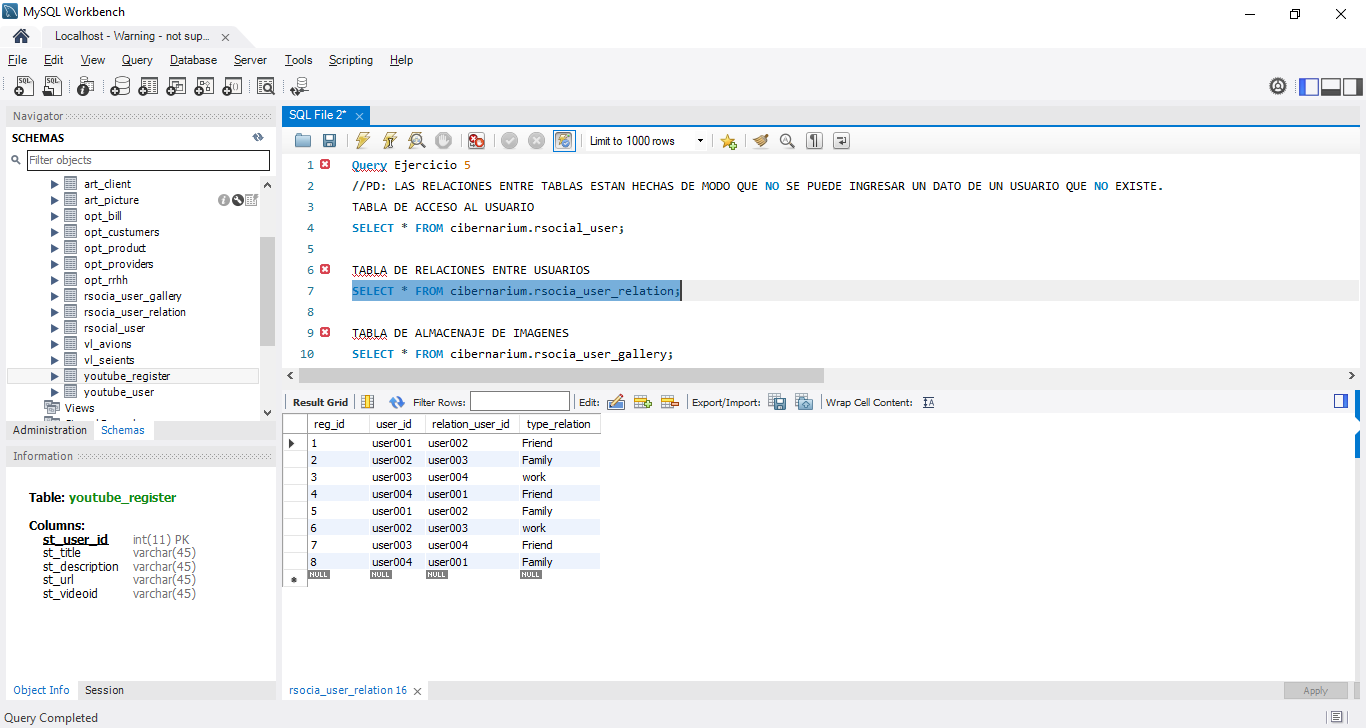 MySQL Workbench
Localhost - Warning - not sup...
File Edit View Query Database Server Tools Scripting Help
Navigator
SCHEMAS
Filter objects
art_client
art_picture
opt_bill
opt_custumers
opt_product
opt_providers
opt_rrhh
rsocia_user_gallery
rsocia_user_relation
rsocial_user
vl_avions
vl_seients
youtube_register
youtube_user
Views
Administration Schemas
Information
Table: youtube_register
Columns:
st_user_id int(11) PK
st_title varchar(45)
st_description varchar(45)
st_url varchar(45)
st_videoid varchar(45)
Object Info Session
Query Completed
SQL File 2*
Limit to 1000 rows
1 Query Ejercicio 5
2 //PD: LAS RELACIONES ENTRE TABLAS ESTAN HECHAS DE MODO QUE NO SE PUEDE INGRESAR UN DATO DE UN USUARIO QUE NO EXISTE.
3 TABLA DE ACCESO AL USUARIO
4 SELECT * FROM cibernarium.rsocial_user;
5
6 TABLA DE RELACIONES ENTRE USUARIOS
7 SELECT * FROM cibernarium.rsocia_user_relation;
8
9 TABLA DE ALMACENAJE DE IMAGENES
10 SELECT * FROM cibernarium.rsocia_user_gallery;
Result Grid Filter Rows: Edit: Export/Import: Wrap Cell Content:
reg_id user_id relation_user_id type_relation
1 user001 user002 Friend
2 user002 user003 Family
3 user003 user004 work
4 user004 user001 Friend
5 user001 user002 Family
6 user002 user003 work
7 user003 user004 Friend
8 user004 user001 Family
NULL NULL NULL NULL
rsocia_user_relation 16
Apply